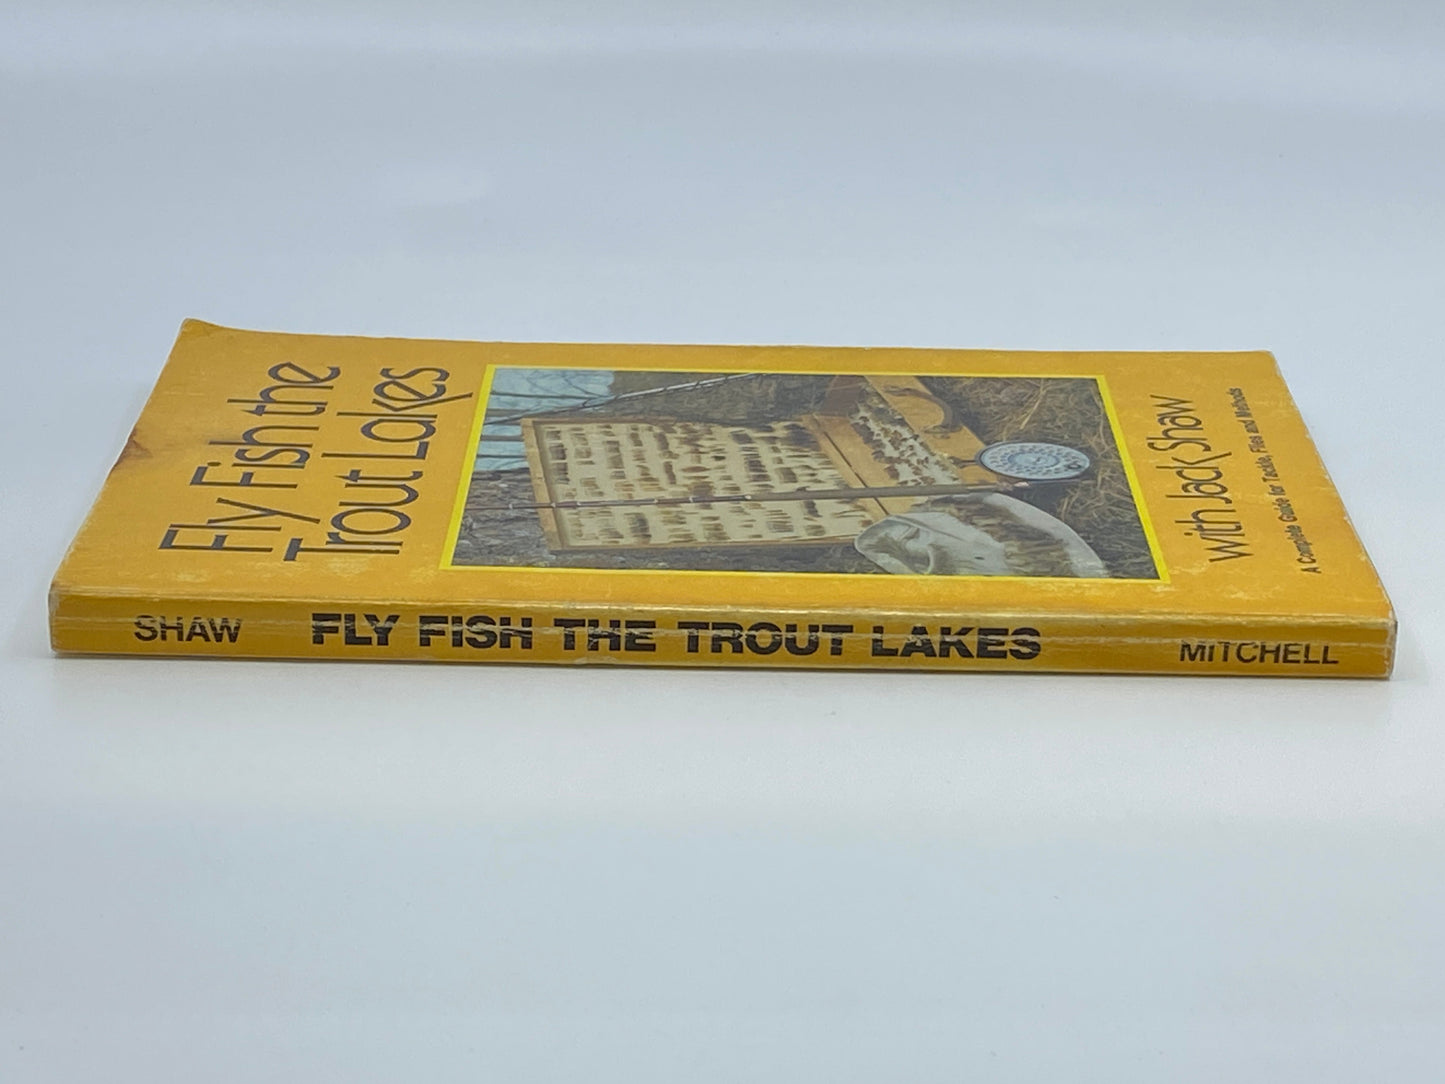 Fly Fish the
Trout Lakes
with Jack Shaw
A Complete Guide for Tackle, Flies and Methods
SHAW FLY FISH THE TROUT LAKES MITCHELL